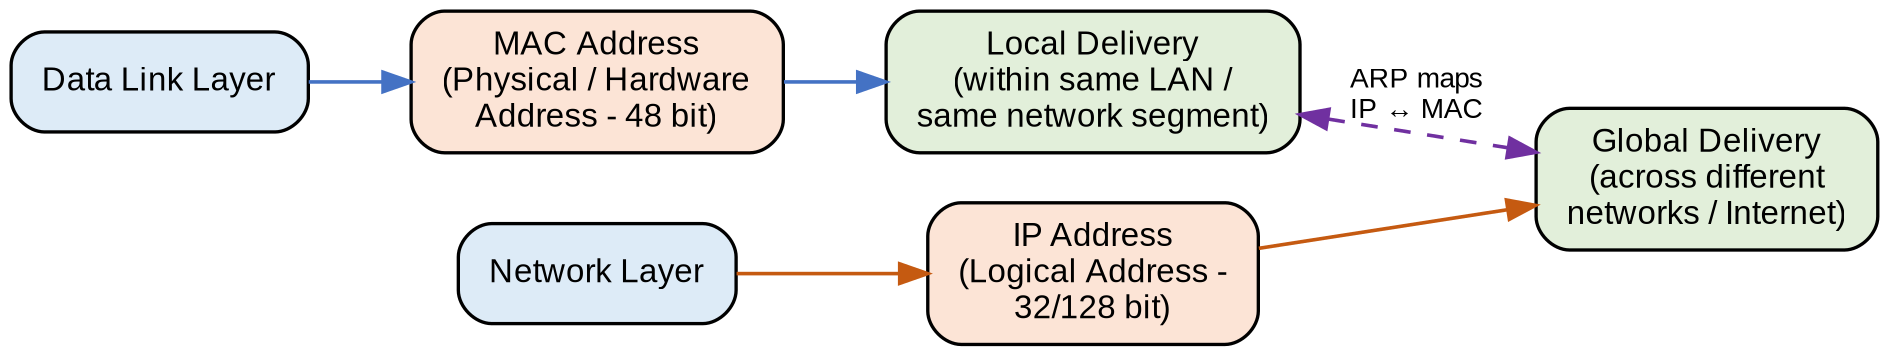 Data Link Layer
MAC Address
(Physical / Hardware
Address - 48 bit)
Local Delivery
(within same LAN /
same network segment)
ARP maps
IP ↔ MAC
Global Delivery
(across different
networks / Internet)
Network Layer
IP Address
(Logical Address -
32/128 bit)